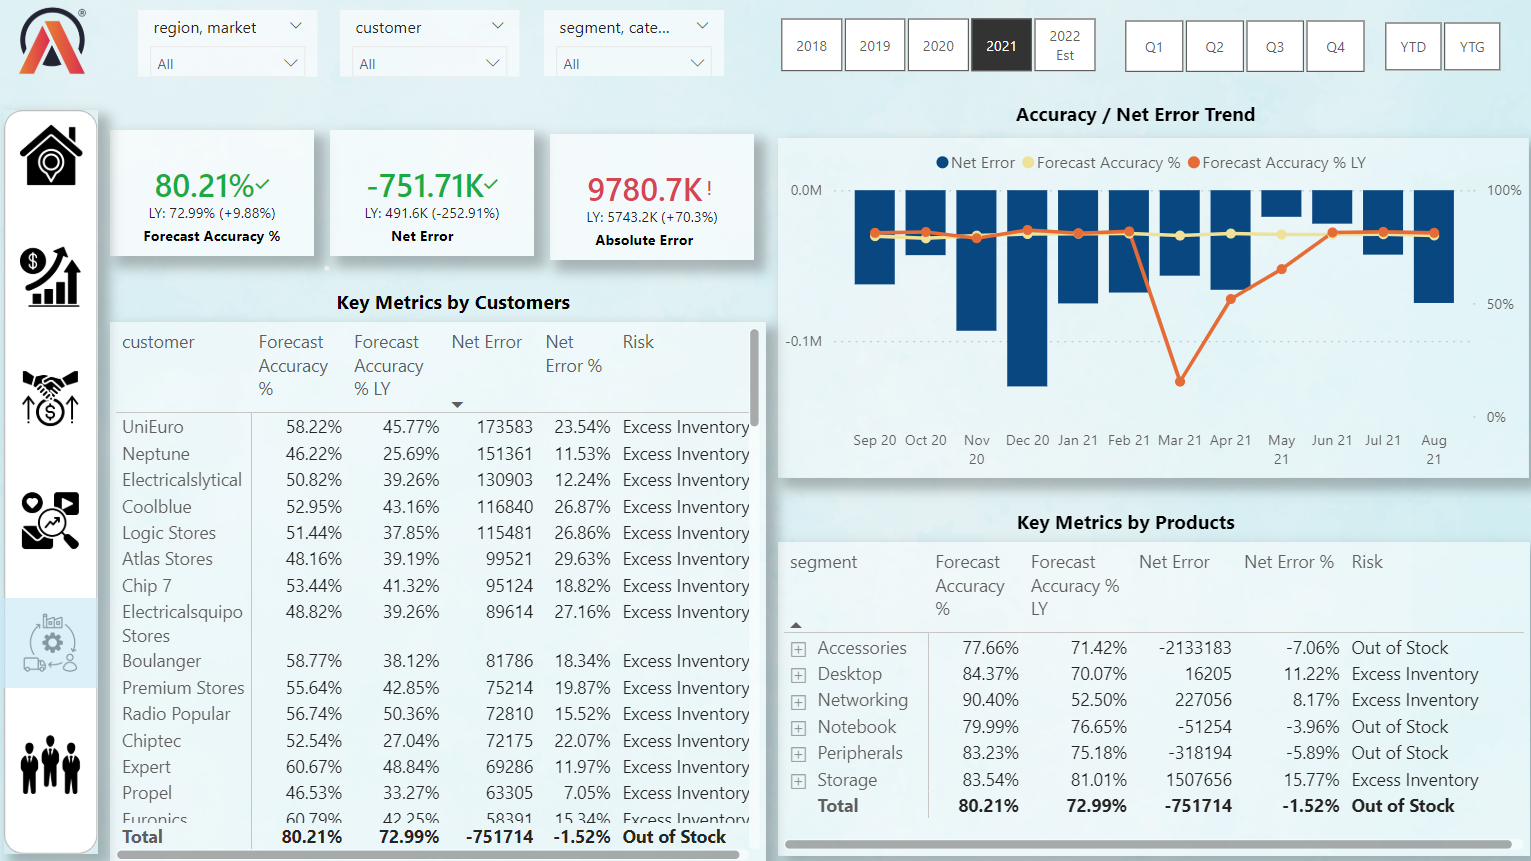 ®
region, market
All
customer
All
segment, cate...
All
2018
2019
2020
2021
2022
Est
Q1
Q2
Q3
Q4
YTD
YTG
80.21%
LY: 72.99% (+9.88%)
Forecast Accuracy %
-751.71K
LY: 491.6K (-252.91%)
Net Error
9780.7K!
LY: 5743.2K (+70.3%)
Absolute Error
Accuracy / Net Error Trend
Net Error Forecast Accuracy % Forecast Accuracy % LY
0.0M
-0.1M
100%
50%
0%
Sep 20 Oct 20 Nov Dec 20 Jan 21 Feb 21 Mar 21 Apr 21 May Jun 21 Jul 21 Aug
20 21 21
Key Metrics by Customers
customer Forecast Forecast Net Error Net Risk
Accuracy Accuracy Error %
% % LY
UniEuro 58.22% 45.77% 173583 23.54% Excess Inventory
Neptune 46.22% 25.69% 151361 11.53% Excess Inventory
Electricalslytical 50.82% 39.26% 130903 12.24% Excess Inventory
Coolblue 52.95% 43.16% 116840 26.87% Excess Inventory
Logic Stores 51.44% 37.85% 115481 26.86% Excess Inventory
Atlas Stores 48.16% 39.19% 99521 29.63% Excess Inventory
Chip 7 53.44% 41.32% 95124 18.82% Excess Inventory
Electricalsquipo 48.82% 39.26% 89614 27.16% Excess Inventory
Stores
Boulanger 58.77% 38.12% 81786 18.34% Excess Inventory
Premium Stores 55.64% 42.85% 75214 19.87% Excess Inventory
Radio Popular 56.74% 50.36% 72810 15.52% Excess Inventory
Chiptec 52.54% 27.04% 72175 22.07% Excess Inventory
Expert 60.67% 48.84% 69286 11.97% Excess Inventory
Propel 46.53% 33.27% 63305 7.05% Excess Inventory
Euronics 60.79% 42.25% 58391 15.34% Excess Inventory
Total 80.21% 72.99% -751714 -1.52% Out of Stock
Key Metrics by Products
segment Forecast Forecast Net Error Net Error % Risk
Accuracy Accuracy %
% LY
Accessories 77.66% 71.42% -2133183 -7.06% Out of Stock
Desktop 84.37% 70.07% 16205 11.22% Excess Inventory
Networking 90.40% 52.50% 227056 8.17% Excess Inventory
Notebook 79.99% 76.65% -51254 -3.96% Out of Stock
Peripherals 83.23% 75.18% -318194 -5.89% Out of Stock
Storage 83.54% 81.01% 1507656 15.77% Excess Inventory
Total 80.21% 72.99% -751714 -1.52% Out of Stock